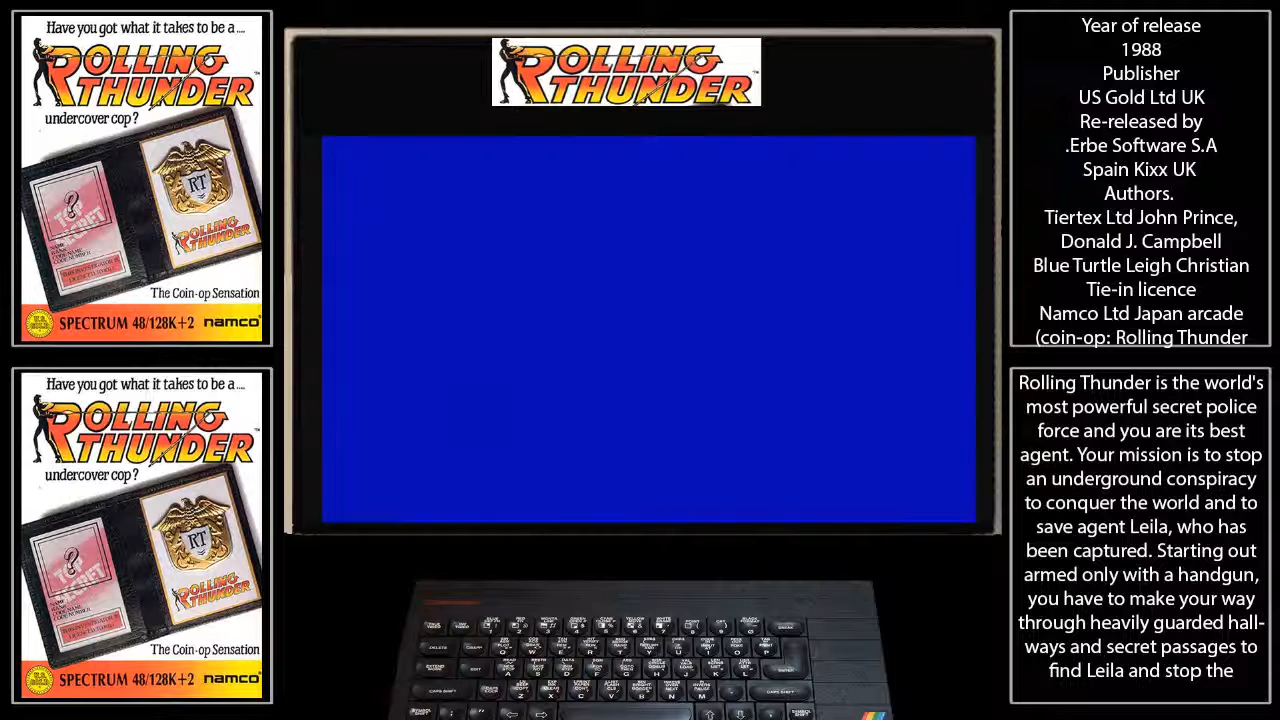 Have you got what it takes to be a ....
ROLLING
THUNDER
undercover cop?
RT
?
TOP
SECRET
ROLLING
THUNDER
The Coin-op Sensation
SPECTRUM 48/128K+2 namco
Have you got what it takes to be a ....
ROLLING
THUNDER
undercover cop?
RT
?
TOP
SECRET
ROLLING
THUNDER
The Coin-op Sensation
SPECTRUM 48/128K+2 namco
ROLLING
THUNDER
Year of release
1988
Publisher
US Gold Ltd UK
Re-released by
.Erbe Software S.A
Spain Kixx UK
Authors.
Tiertex Ltd John Prince,
Donald J. Campbell
Blue Turtle Leigh Christian
Tie-in licence
Namco Ltd Japan arcade
(coin-op: Rolling Thunder
Rolling Thunder is the world's
most powerful secret police
force and you are its best
agent. Your mission is to stop
an underground conspiracy
to conquer the world and to
save agent Leila, who has
been captured. Starting out
armed only with a handgun,
you have to make your way
through heavily guarded hall-
ways and secret passages to
find Leila and stop the